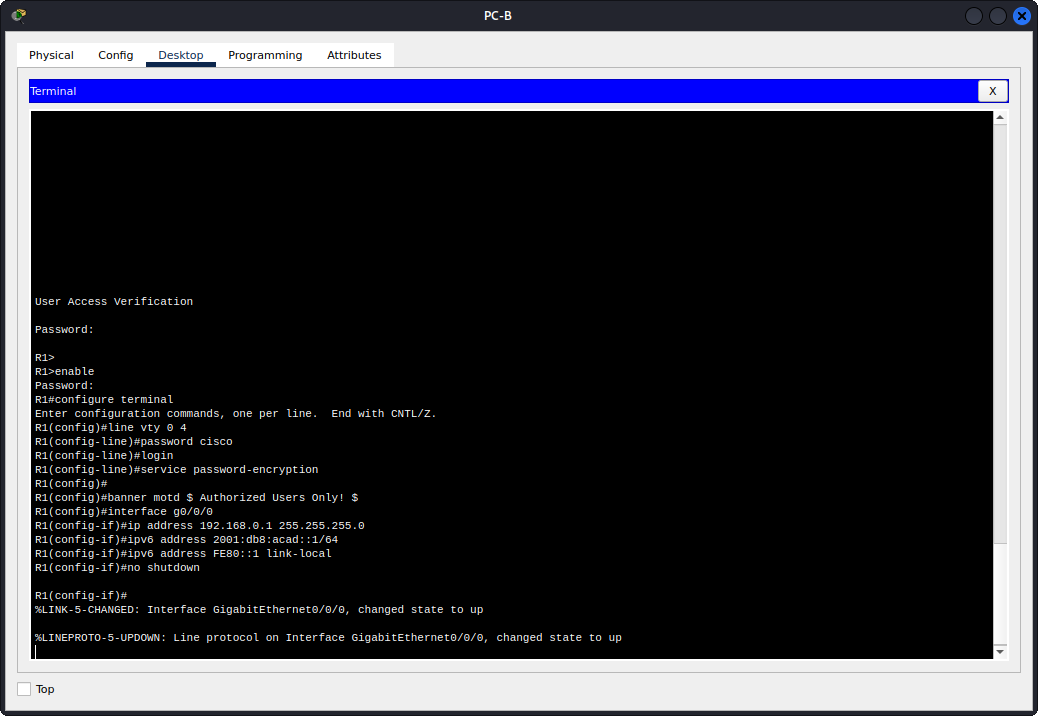 PC-B
Physical Config Desktop Programming Attributes
Terminal X
User Access Verification
Password:
R1>
R1>enable
Password:
R1#configure terminal
Enter configuration commands, one per line.  End with CNTL/Z.
R1(config)#line vty 0 4
R1(config-line)#password cisco
R1(config-line)#login
R1(config-line)#service password-encryption
R1(config)#
R1(config)#banner motd $ Authorized Users Only! $
R1(config)#interface g0/0/0
R1(config-if)#ip address 192.168.0.1 255.255.255.0
R1(config-if)#ipv6 address 2001:db8:acad::1/64
R1(config-if)#ipv6 address FE80::1 link-local
R1(config-if)#no shutdown
R1(config-if)#
%LINK-5-CHANGED: Interface GigabitEthernet0/0/0, changed state to up
%LINEPROTO-5-UPDOWN: Line protocol on Interface GigabitEthernet0/0/0, changed state to up
Top